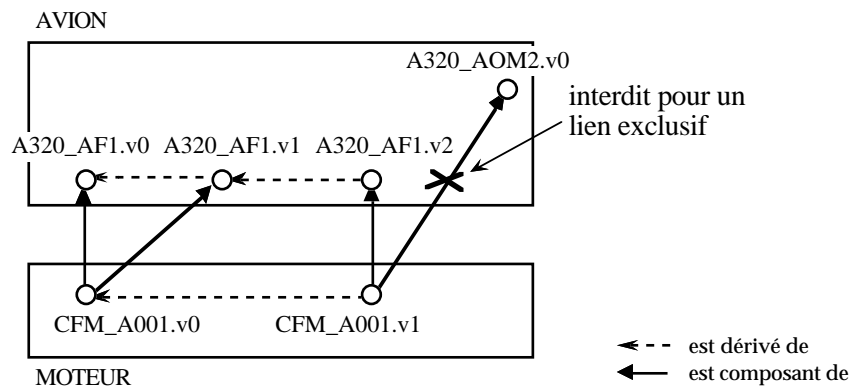 AVION
A320_AOM2.v0
interdit pour un
lien exclusif
A320_AF1.v0 A320_AF1.v1 A320_AF1.v2
CFM_A001.v0 CFM_A001.v1
est dérivé de
est composant de
MOTEUR